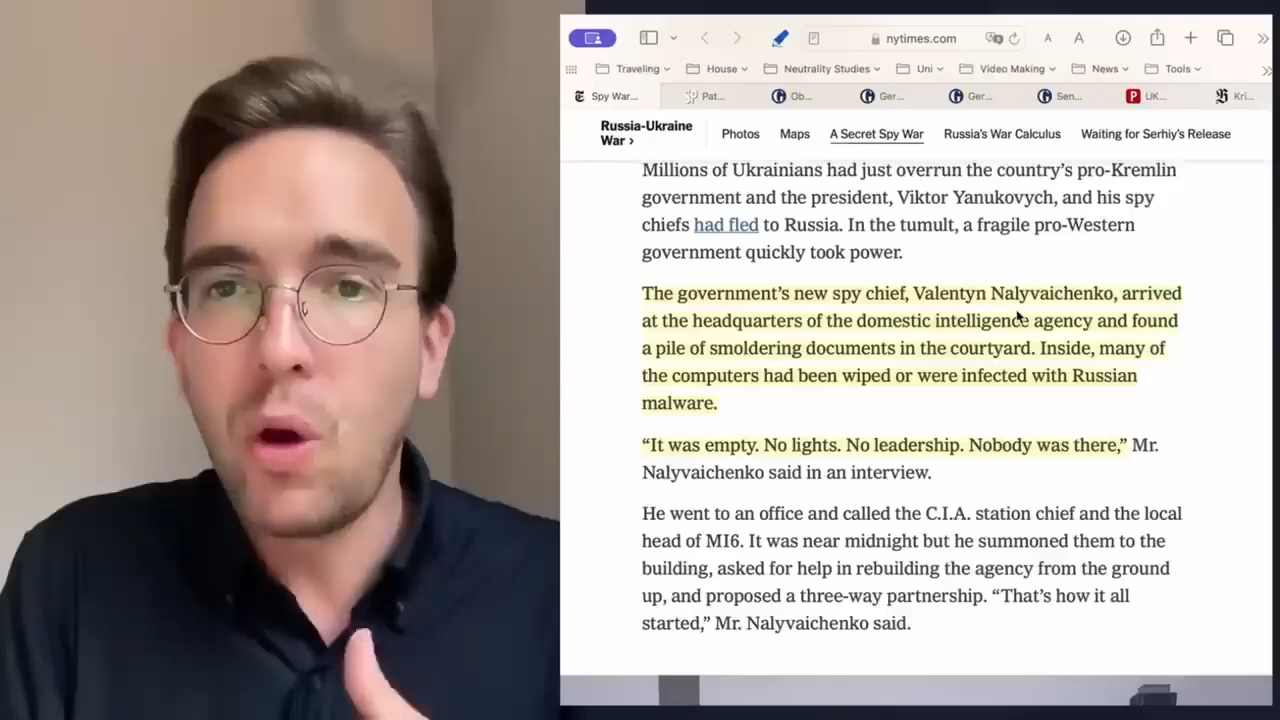 nytimes.com
A A
Traveling
House
Neutrality Studies
Uni
Video Making
News
Tools
Spy War...
Pat...
Ob...
Ger...
Ger...
Sen...
UK...
Kri...
Russia-Ukraine
War ›
Photos
Maps
A Secret Spy War
Russia’s War Calculus
Waiting for Serhiy’s Release
Millions of Ukrainians had just overrun the country’s pro-Kremlin
government and the president, Viktor Yanukovych, and his spy
chiefs had fled to Russia. In the tumult, a fragile pro-Western
government quickly took power.
The government’s new spy chief, Valentyn Nalyvaichenko, arrived
at the headquarters of the domestic intelligence agency and found
a pile of smoldering documents in the courtyard. Inside, many of
the computers had been wiped or were infected with Russian
malware.
“It was empty. No lights. No leadership. Nobody was there,” Mr.
Nalyvaichenko said in an interview.
He went to an office and called the C.I.A. station chief and the local
head of MI6. It was near midnight but he summoned them to the
building, asked for help in rebuilding the agency from the ground
up, and proposed a three-way partnership. “That’s how it all
started,” Mr. Nalyvaichenko said.